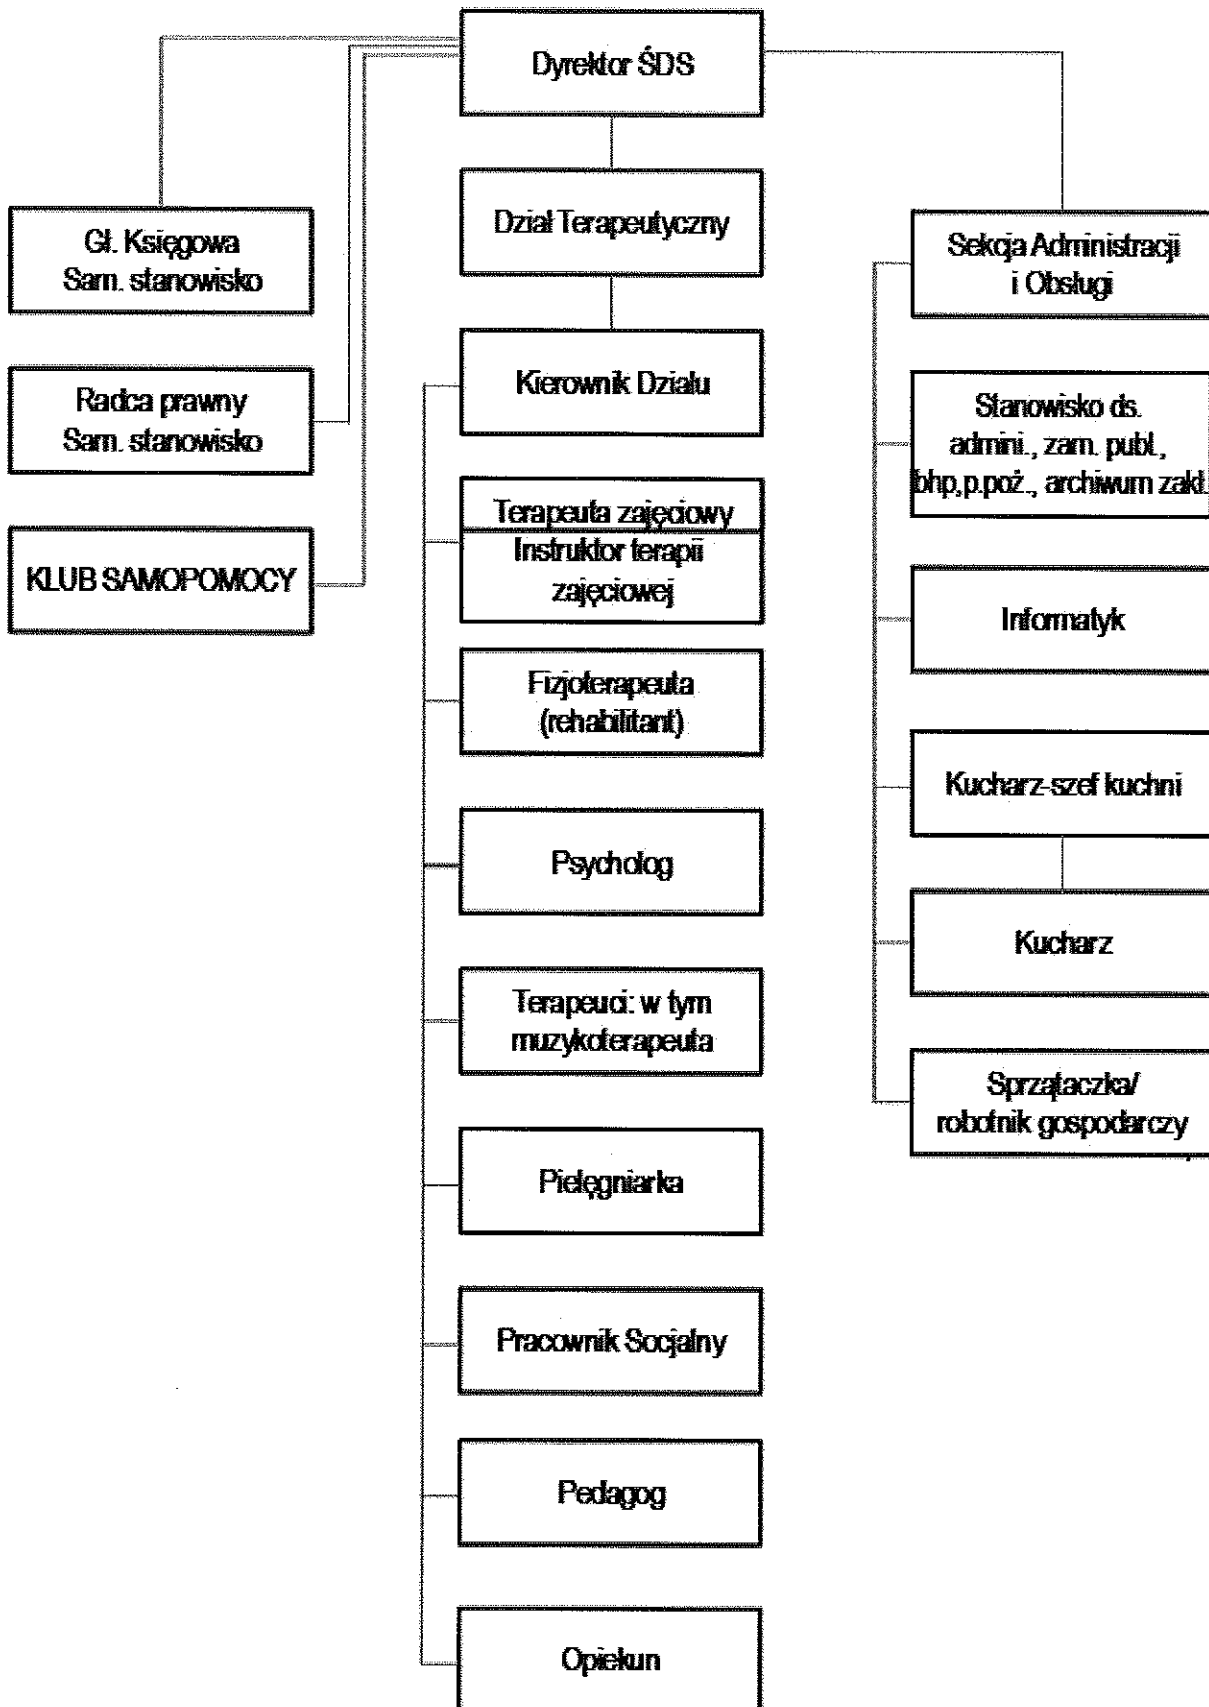 Dyrektor ŚDS
Gł. Księgowa
Sam. stanowisko
Radca prawny
Sam. stanowisko
KLUB SAMOPOMOCY
Dział Terapeutyczny
Kierownik Działu
Terapeuta zajęciowy
Instruktor terapii
zajęciowej
Fizjoterapeuta
(rehabilitant)
Psycholog
Terapeuci: w tym
muzykoterapeuta
Pielęgniarka
Pracownik Socjalny
Pedagog
Opiekun
Sekcja Administracji
i Obsługi
Stanowisko ds.
admini., zam. publ.,
bhp,p.poż., archiwum zakł.
Informatyk
Kucharz-szef kuchni
Kucharz
Sprzątaczka/
robotnik gospodarczy